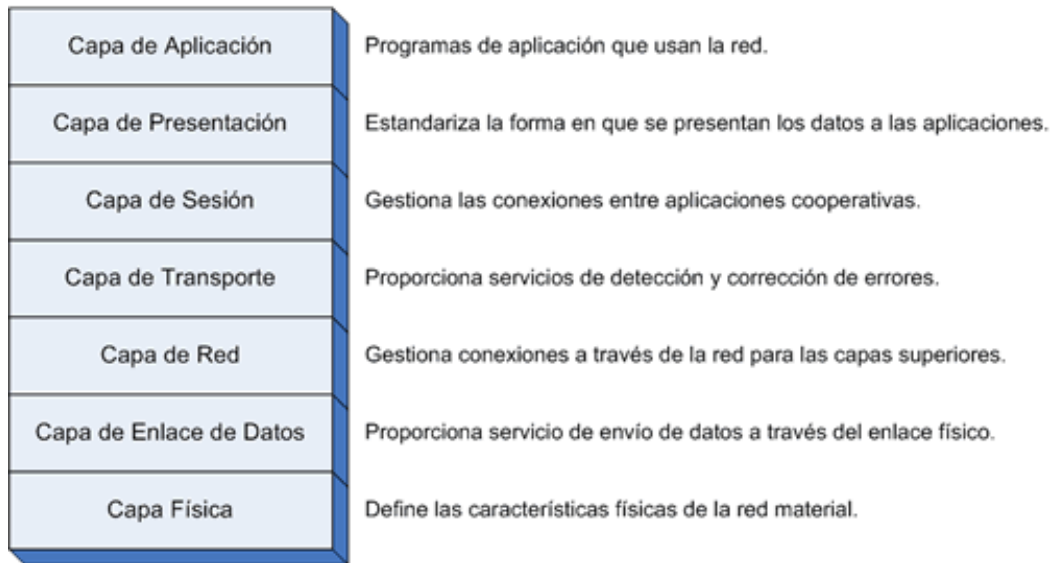 Capa de Aplicación
Programas de aplicación que usan la red.
Capa de Presentación
Estandariza la forma en que se presentan los datos a las aplicaciones.
Capa de Sesión
Gestiona las conexiones entre aplicaciones cooperativas.
Capa de Transporte
Proporciona servicios de detección y corrección de errores.
Capa de Red
Gestiona conexiones a través de la red para las capas superiores.
Capa de Enlace de Datos
Proporciona servicio de envío de datos a través del enlace físico.
Capa Física
Define las características físicas de la red material.